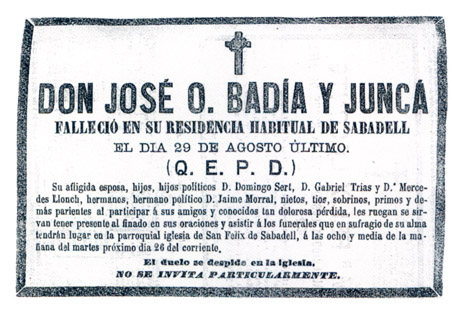 DON JOSÉ O. BADÍA Y JUNCÁ
FALLECIÓ EN SU RESIDENCIA HABITUAL DE SABADELL
EL DIA 29 DE AGOSTO ÚLTIMO.
(Q. E. P. D.)
Su afligida esposa, hijos, hijos políticos D. Domingo Sert, D. Gabriel Trias y D.ª Merce-
des Llonch, hermanos, hermano político D. Jaime Morral, nietos, tios, sobrinos, primos y de-
más parientes al participar á sus amigos y conocidos tan dolorosa pérdida, les ruegan se sir-
van tener presente al finado en sus oraciones y asistir á los funerales que en sufragio de su alma
tendrán lugar en la parroquial iglesia de San Felix de Sabadell, á las ocho y media de la ma-
ñana del martes próximo dia 26 del corriente.
El duelo se despide en la iglesia.
NO SE INVITA PARTICULARMENTE.